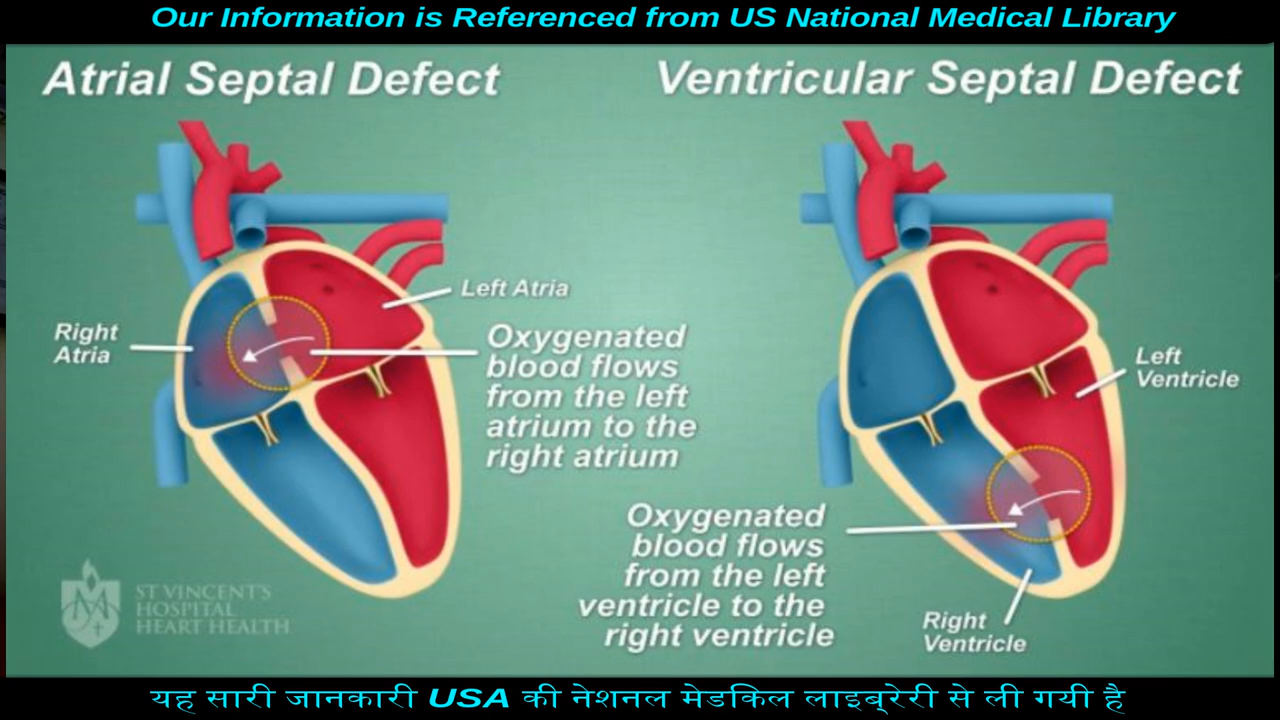 Our Information is Referenced from US National Medical Library
Atrial Septal Defect
Ventricular Septal Defect
Left Atria
Right
Atria
Oxygenated
blood flows
from the left
atrium to the
right atrium
Left
Ventricle
Oxygenated
blood flows
from the left
ventricle to the
right ventricle
Right
Ventricle
ST VINCENT'S
HOSPITAL
HEART HEALTH
यह सारी जानकारी USA की नेशनल मेडकिल लाइब्रेरी से ली गयी है